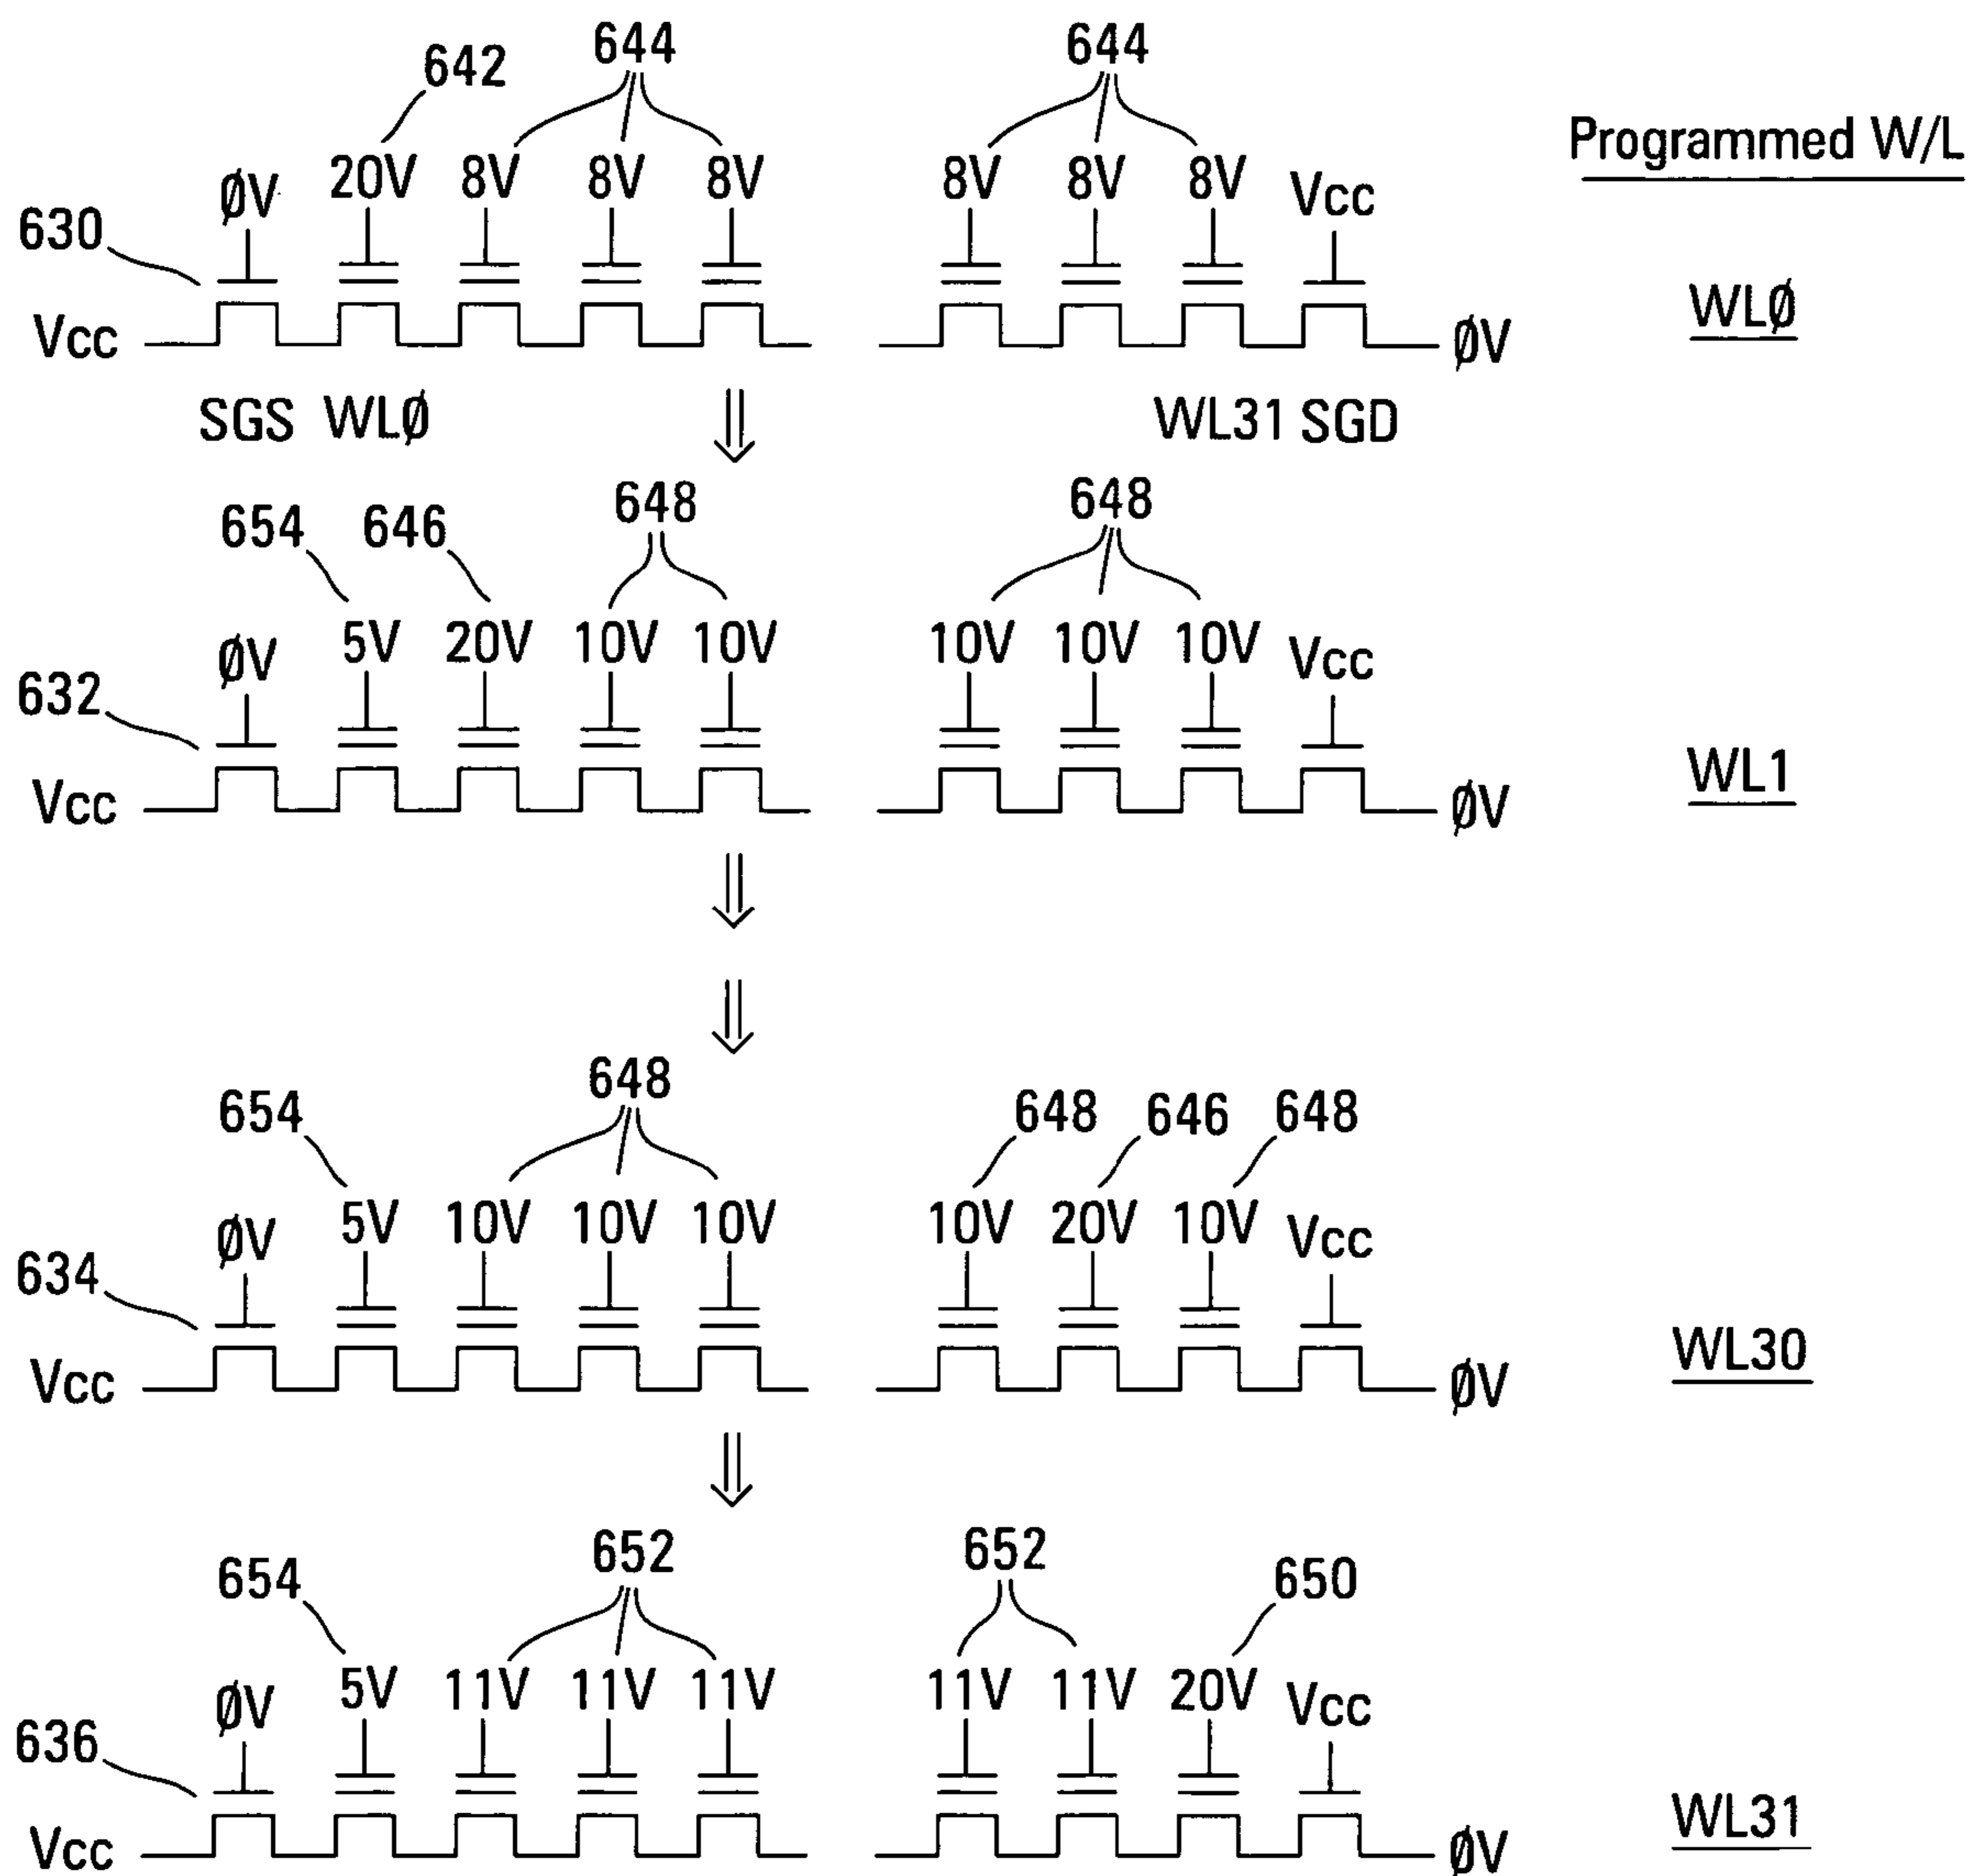 642 644 644
Programmed W/L
ØV 20V 8V 8V 8V 8V 8V 8V Vcc
630
Vcc ØV WLØ
SGS WLØ WL31 SGD
654 646 648 648
ØV 5V 20V 10V 10V 10V 10V 10V Vcc
632
Vcc ØV WL1
654 648 648 646 648
ØV 5V 10V 10V 10V 10V 20V 10V Vcc
634
Vcc ØV WL30
654 652 652 650
ØV 5V 11V 11V 11V 11V 11V 20V Vcc
636
Vcc ØV WL31